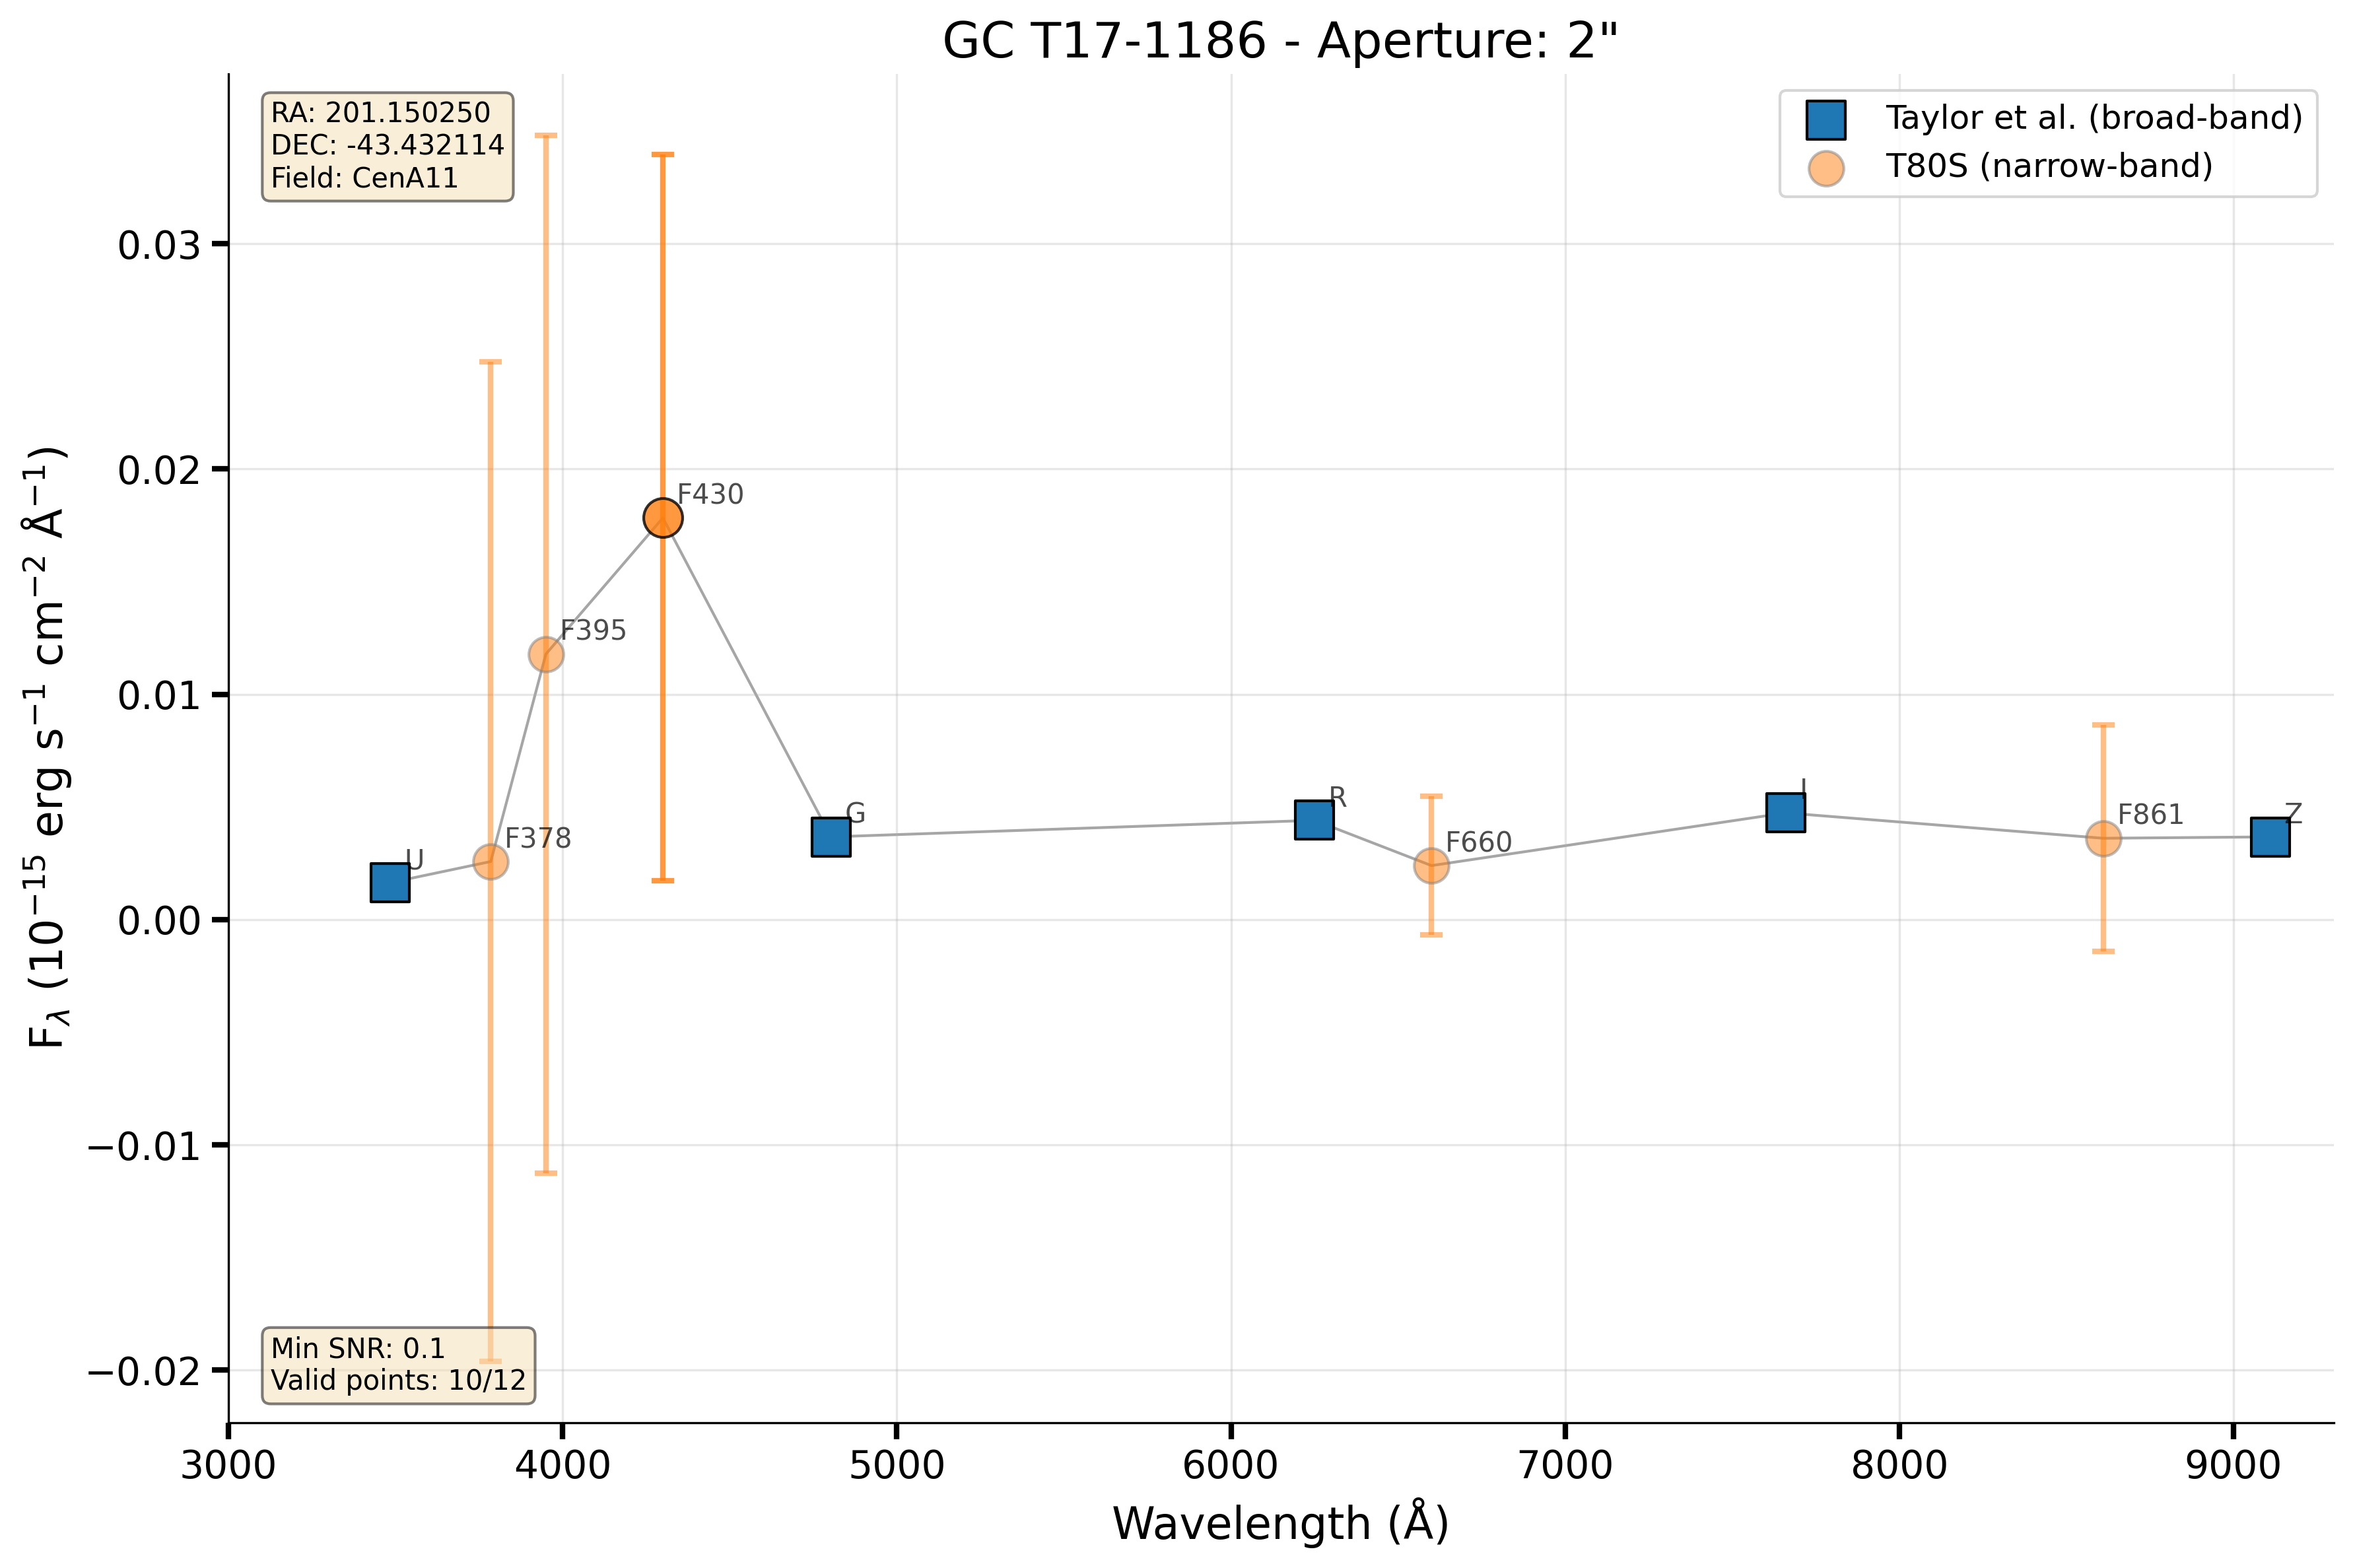 GC T17-1186 - Aperture: 2"
RA: 201.150250
DEC: -43.432114
Field: CenA11
Taylor et al. (broad-band)
T80S (narrow-band)
F_λ (10⁻¹⁵ erg s⁻¹ cm⁻² Å⁻¹)
0.03
0.02
0.01
0.00
−0.01
−0.02
U
F378
F395
F430
G
R
F660
I
F861
Z
Min SNR: 0.1
Valid points: 10/12
3000 4000 5000 6000 7000 8000 9000
Wavelength (Å)